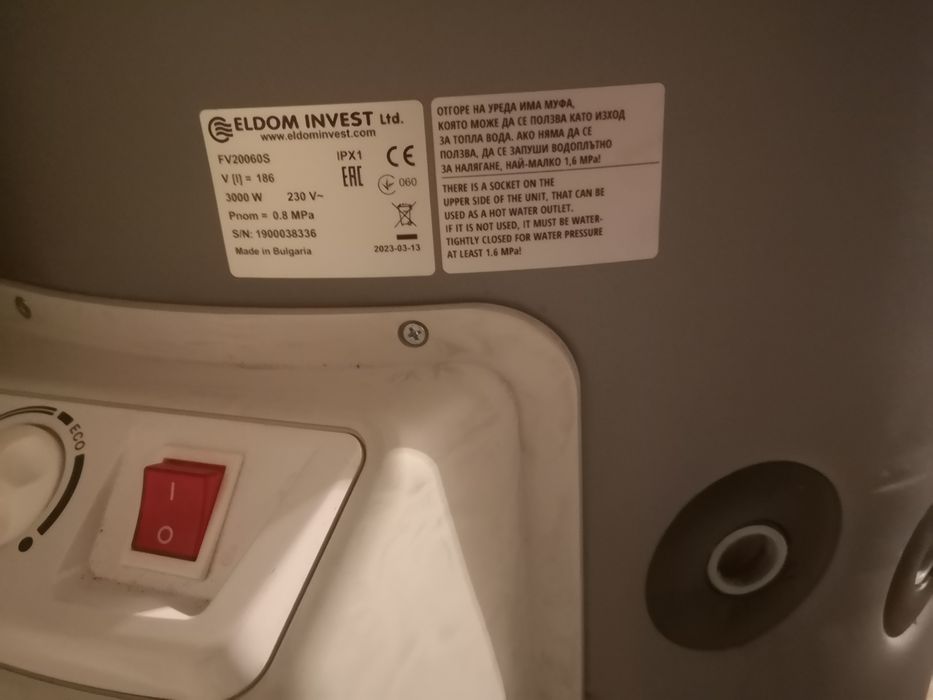 ELDOM INVEST Ltd.
www.eldominvest.com
FV20060S IPX1 CE
V [l] = 186 EAC 060
3000 W 230 V~
Pnom = 0.8 MPa
S/N: 1900038336
Made in Bulgaria 2023-03-13
ОТГОРЕ НА УРЕДА ИМА МУФА,
КОЯТО МОЖЕ ДА СЕ ПОЛЗВА КАТО ИЗХОД
ЗА ТОПЛА ВОДА. АКО НЯМА ДА СЕ
ПОЛЗВА, ДА СЕ ЗАПУШИ ВОДОПЛЪТНО
ЗА НАЛЯГАНЕ, НАЙ-МАЛКО 1,6 MPa!
THERE IS A SOCKET ON THE
UPPER SIDE OF THE UNIT, THAT CAN BE
USED AS A HOT WATER OUTLET.
IF IT IS NOT USED, IT MUST BE WATER-
TIGHTLY CLOSED FOR WATER PRESSURE
AT LEAST 1.6 MPa!
ECO
I
O